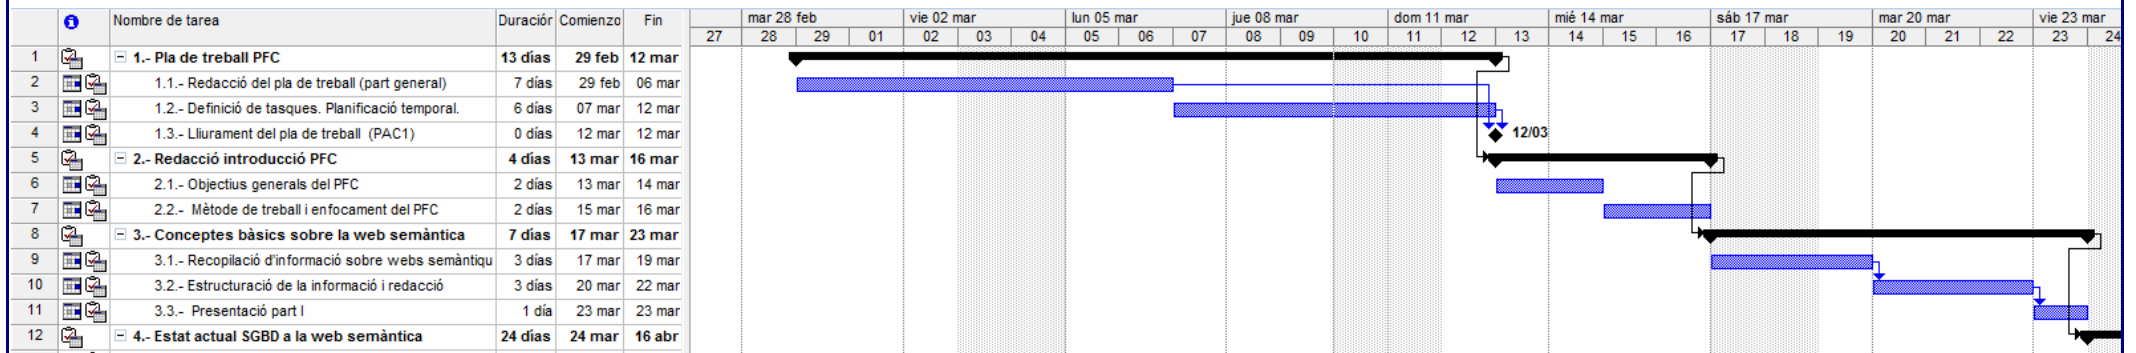 Nombre de tarea Duración Comienzo Fin mar 28 feb vie 02 mar lun 05 mar jue 08 mar dom 11 mar mié 14 mar sáb 17 mar mar 20 mar vie 23 mar
27 28 29 01 02 03 04 05 06 07 08 09 10 11 12 13 14 15 16 17 18 19 20 21 22 23 24
1 1.- Pla de treball PFC 13 días 29 feb 12 mar
2 1.1.- Redacció del pla de treball (part general) 7 días 29 feb 06 mar
3 1.2.- Definició de tasques. Planificació temporal. 6 días 07 mar 12 mar
4 1.3.- Lliurament del pla de treball (PAC1) 0 días 12 mar 12 mar 12/03
5 2.- Redacció introducció PFC 4 días 13 mar 16 mar
6 2.1.- Objectius generals del PFC 2 días 13 mar 14 mar
7 2.2.- Mètode de treball i enfocament del PFC 2 días 15 mar 16 mar
8 3.- Conceptes bàsics sobre la web semàntica 7 días 17 mar 23 mar
9 3.1.- Recopilació d'informació sobre webs semàntiqu 3 días 17 mar 19 mar
10 3.2.- Estructuració de la informació i redacció 3 días 20 mar 22 mar
11 3.3.- Presentació part I 1 día 23 mar 23 mar
12 4.- Estat actual SGBD a la web semàntica 24 días 24 mar 16 abr